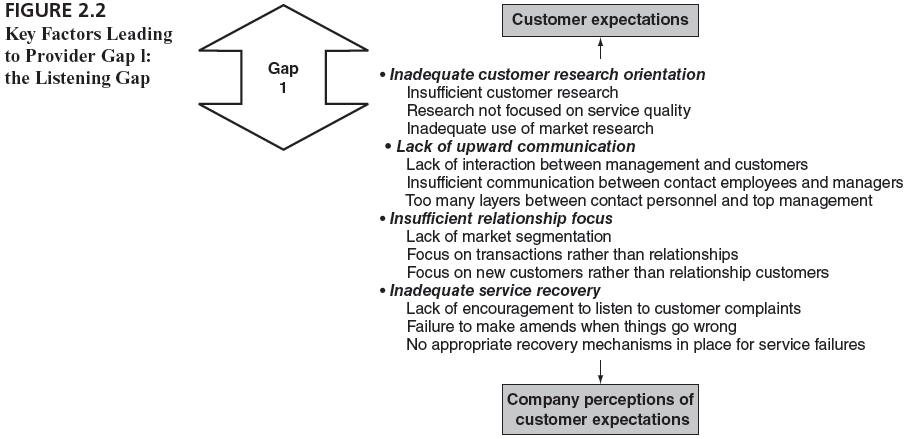 FIGURE 2.2
Key Factors Leading
to Provider Gap l:
the Listening Gap
Gap
1
Customer expectations
• Inadequate customer research orientation
Insufficient customer research
Research not focused on service quality
Inadequate use of market research
• Lack of upward communication
Lack of interaction between management and customers
Insufficient communication between contact employees and managers
Too many layers between contact personnel and top management
• Insufficient relationship focus
Lack of market segmentation
Focus on transactions rather than relationships
Focus on new customers rather than relationship customers
• Inadequate service recovery
Lack of encouragement to listen to customer complaints
Failure to make amends when things go wrong
No appropriate recovery mechanisms in place for service failures
Company perceptions of
customer expectations